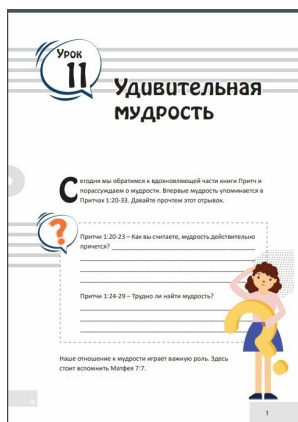 Урок
11
Удивительная
мудрость
Сегодня мы обратимся к вдохновляющей части книги Притч и
порассуждаем о мудрости. Впервые мудрость упоминается в
Притчах 1:20-33. Давайте прочтем этот отрывок.
?
Притчи 1:20-23 – Как вы считаете, мудрость действительно
прячется?
Притчи 1:24-29 – Трудно ли найти мудрость?
Наше отношение к мудрости играет важную роль. Здесь
стоит вспомнить Матфея 7:7.
1